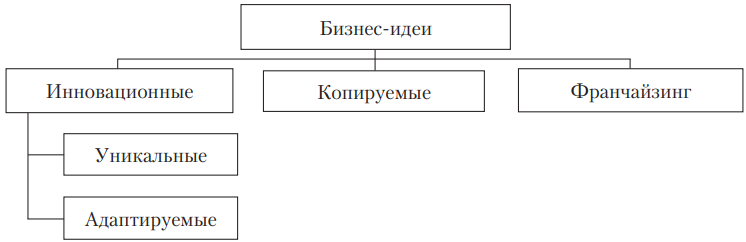 Бизнес-идеи
Инновационные
Копируемые
Франчайзинг
Уникальные
Адаптируемые